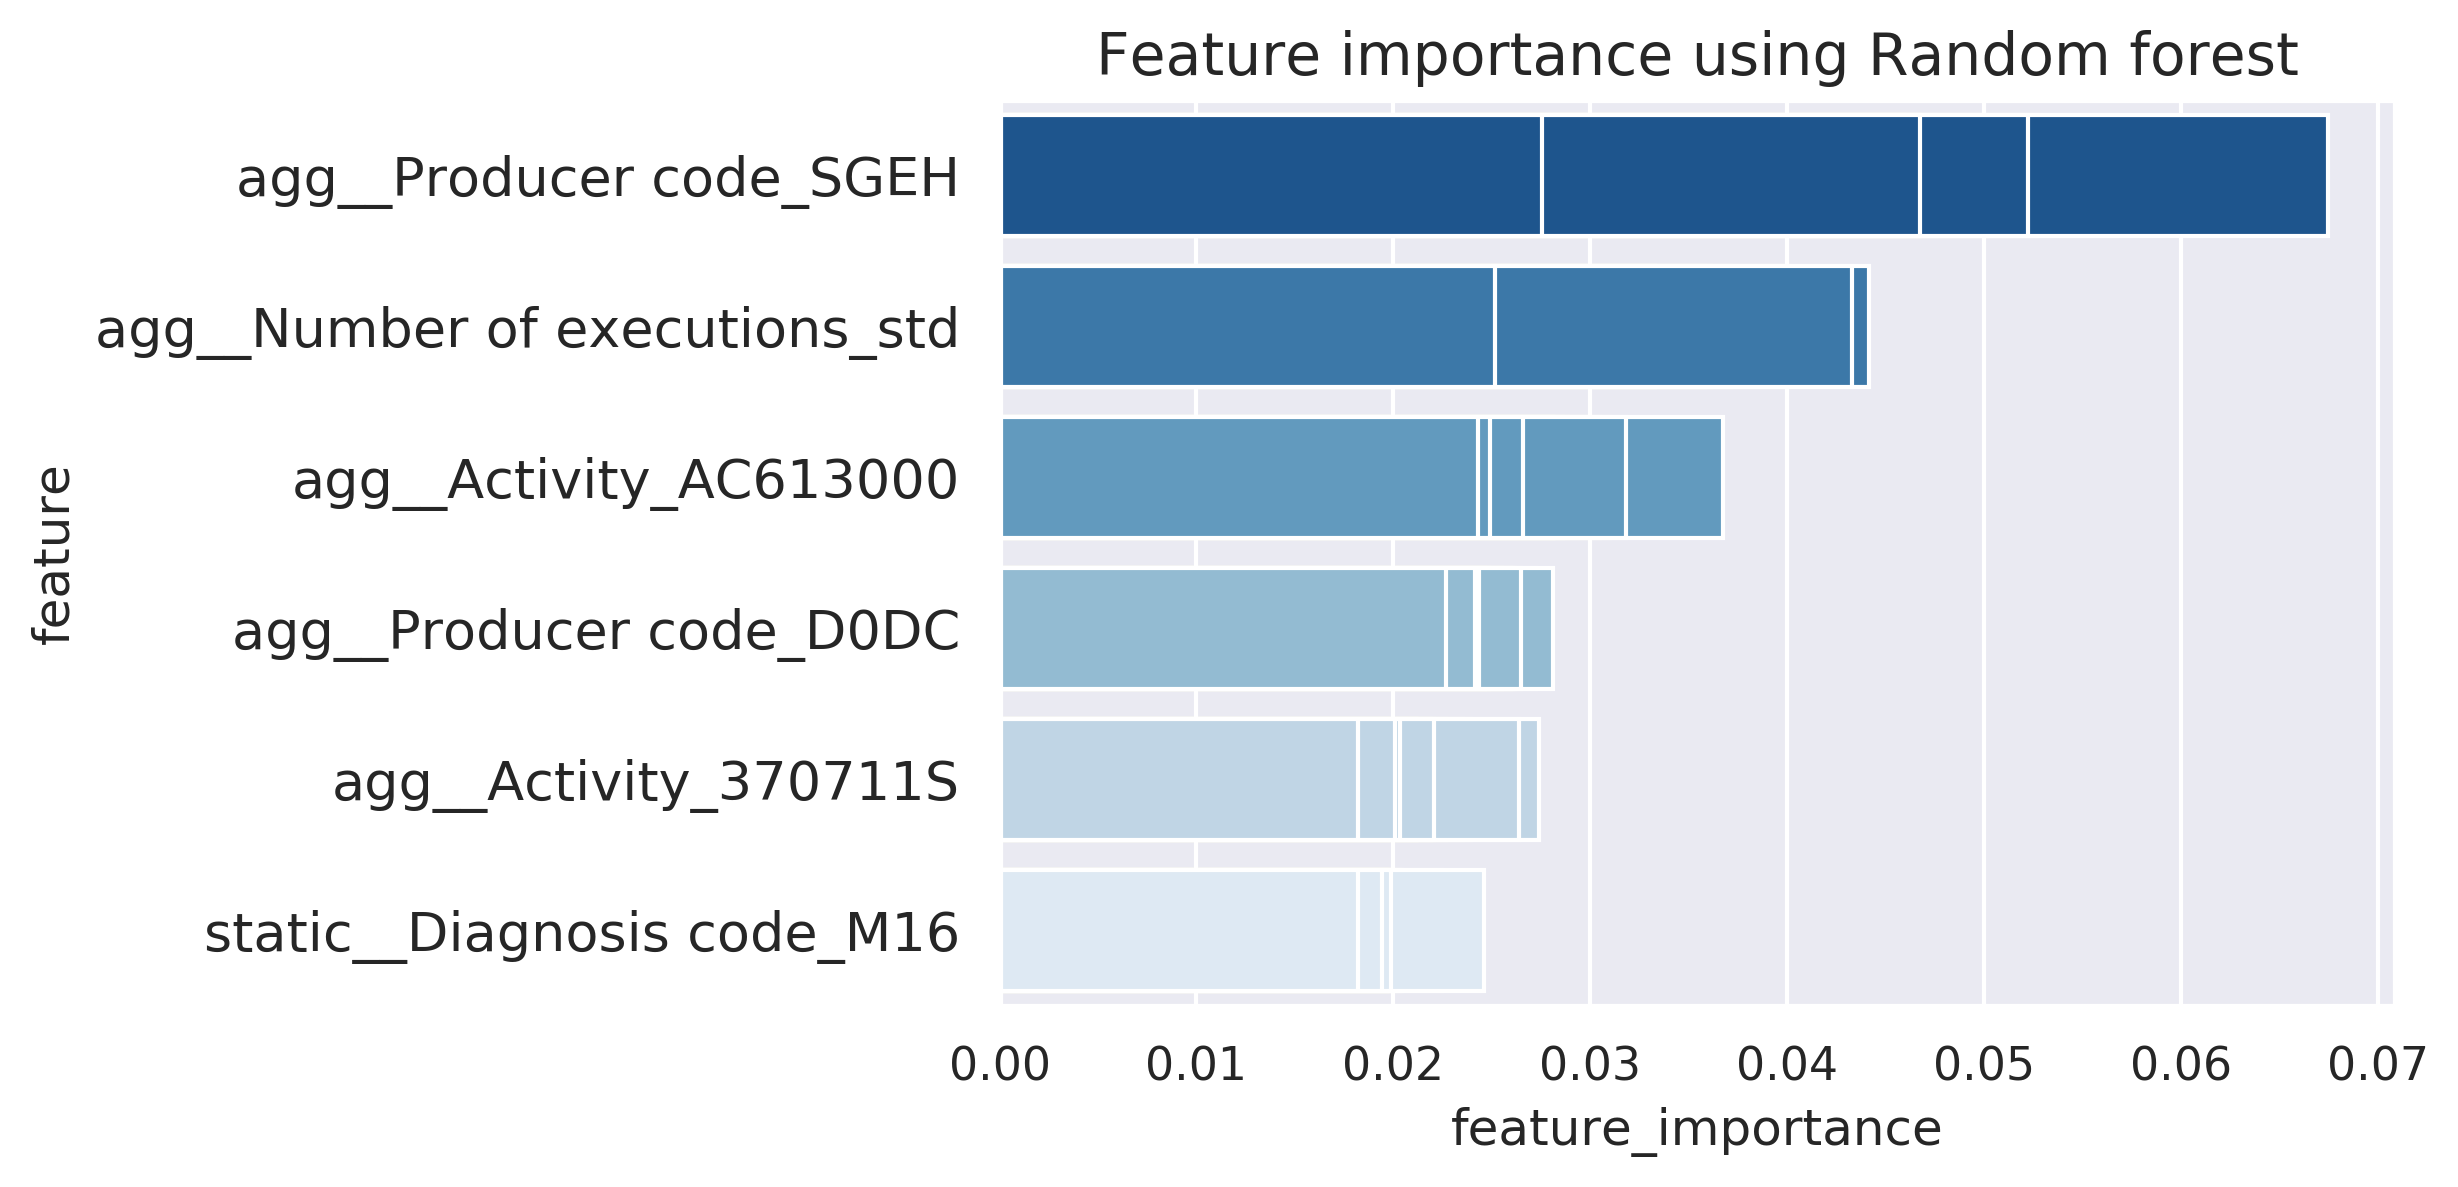 Feature importance using Random forest
agg__Producer code_SGEH
agg__Number of executions_std
agg__Activity_AC613000
agg__Producer code_D0DC
agg__Activity_370711S
static__Diagnosis code_M16
feature
0.00 0.01 0.02 0.03 0.04 0.05 0.06 0.07
feature_importance